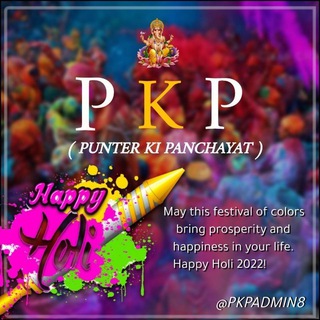 PKP
( PUNTER KI PANCHAYAT )
Happy
Holi
May this festival of colors
bring prosperity and
happiness in your life.
Happy Holi 2022!
@PKPADMIN8